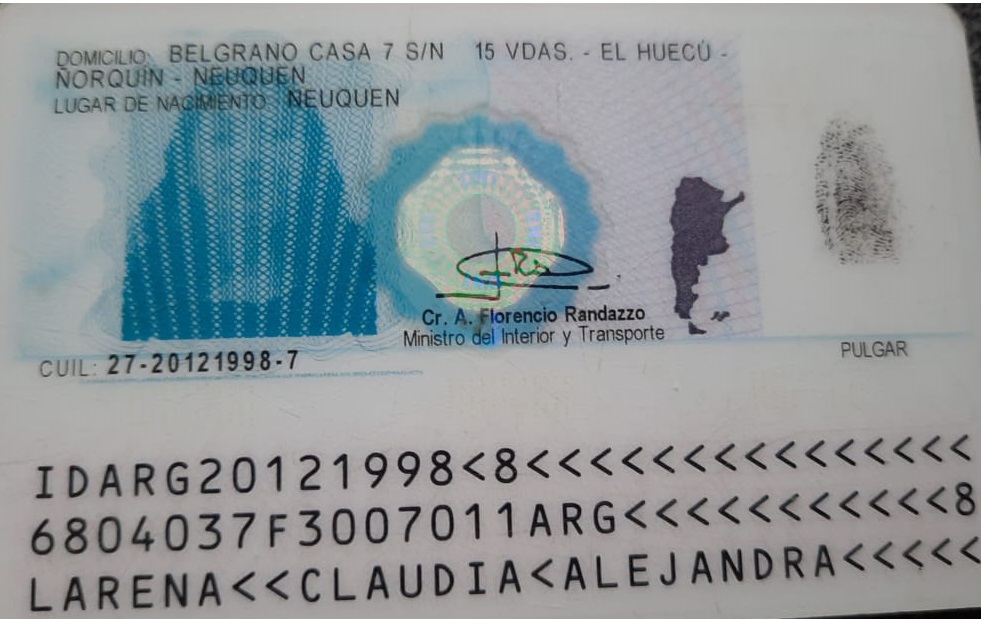 DOMICILIO: BELGRANO CASA 7 S/N 15 VDAS. - EL HUECÚ -
ÑORQUIN - NEUQUEN
LUGAR DE NACIMIENTO: NEUQUEN
Cr. A. Florencio Randazzo
Ministro del Interior y Transporte
CUIL: 27-20121998-7
PULGAR
IDARG20121998<8<<<<<<<<<<<<<<<
6804037F3007011ARG<<<<<<<<<<<8
LARENA<<CLAUDIA<ALEJANDRA<<<<<